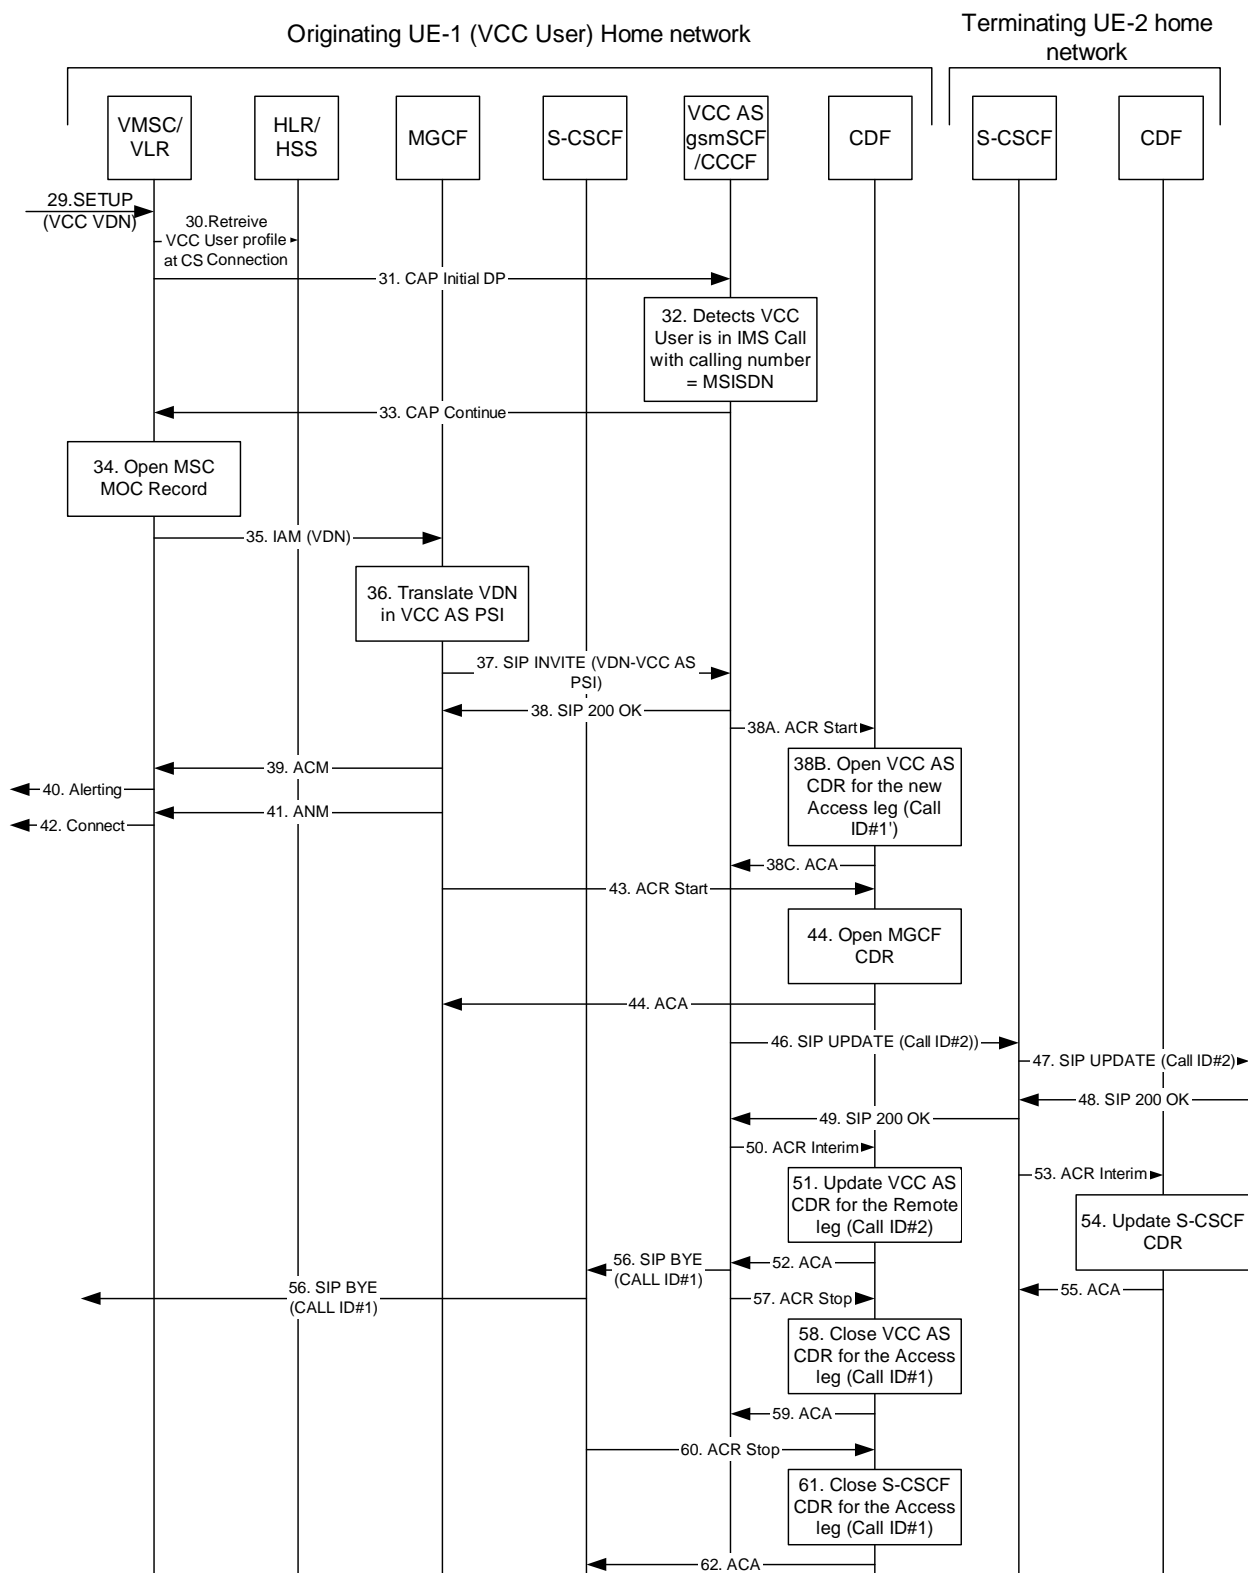 Originating UE-1 (VCC User) Home network
Terminating UE-2 home
network
VMSC/
VLR
HLR/
HSS
MGCF
S-CSCF
VCC AS
gsmSCF
/CCCF
CDF
S-CSCF
CDF
29.SETUP
(VCC VDN)
30.Retreive
VCC User profile
at CS Connection
31. CAP Initial DP
32. Detects VCC
User is in IMS Call
with calling number
= MSISDN
33. CAP Continue
34. Open MSC
MOC Record
35. IAM (VDN)
36. Translate VDN
in VCC AS PSI
37. SIP INVITE (VDN-VCC AS
PSI)
38. SIP 200 OK
38A. ACR Start
38B. Open VCC AS
CDR for the new
Access leg (Call
ID#1')
39. ACM
40. Alerting
41. ANM
42. Connect
38C. ACA
43. ACR Start
44. Open MGCF
CDR
44. ACA
46. SIP UPDATE (Call ID#2))
47. SIP UPDATE (Call ID#2)
48. SIP 200 OK
49. SIP 200 OK
50. ACR Interim
51. Update VCC AS
CDR for the Remote
leg (Call ID#2)
53. ACR Interim
54. Update S-CSCF
CDR
52. ACA
56. SIP BYE
(CALL ID#1)
56. SIP BYE
(CALL ID#1)
55. ACA
57. ACR Stop
58. Close VCC AS
CDR for the Access
leg (Call ID#1)
59. ACA
60. ACR Stop
61. Close S-CSCF
CDR for the Access
leg (Call ID#1)
62. ACA